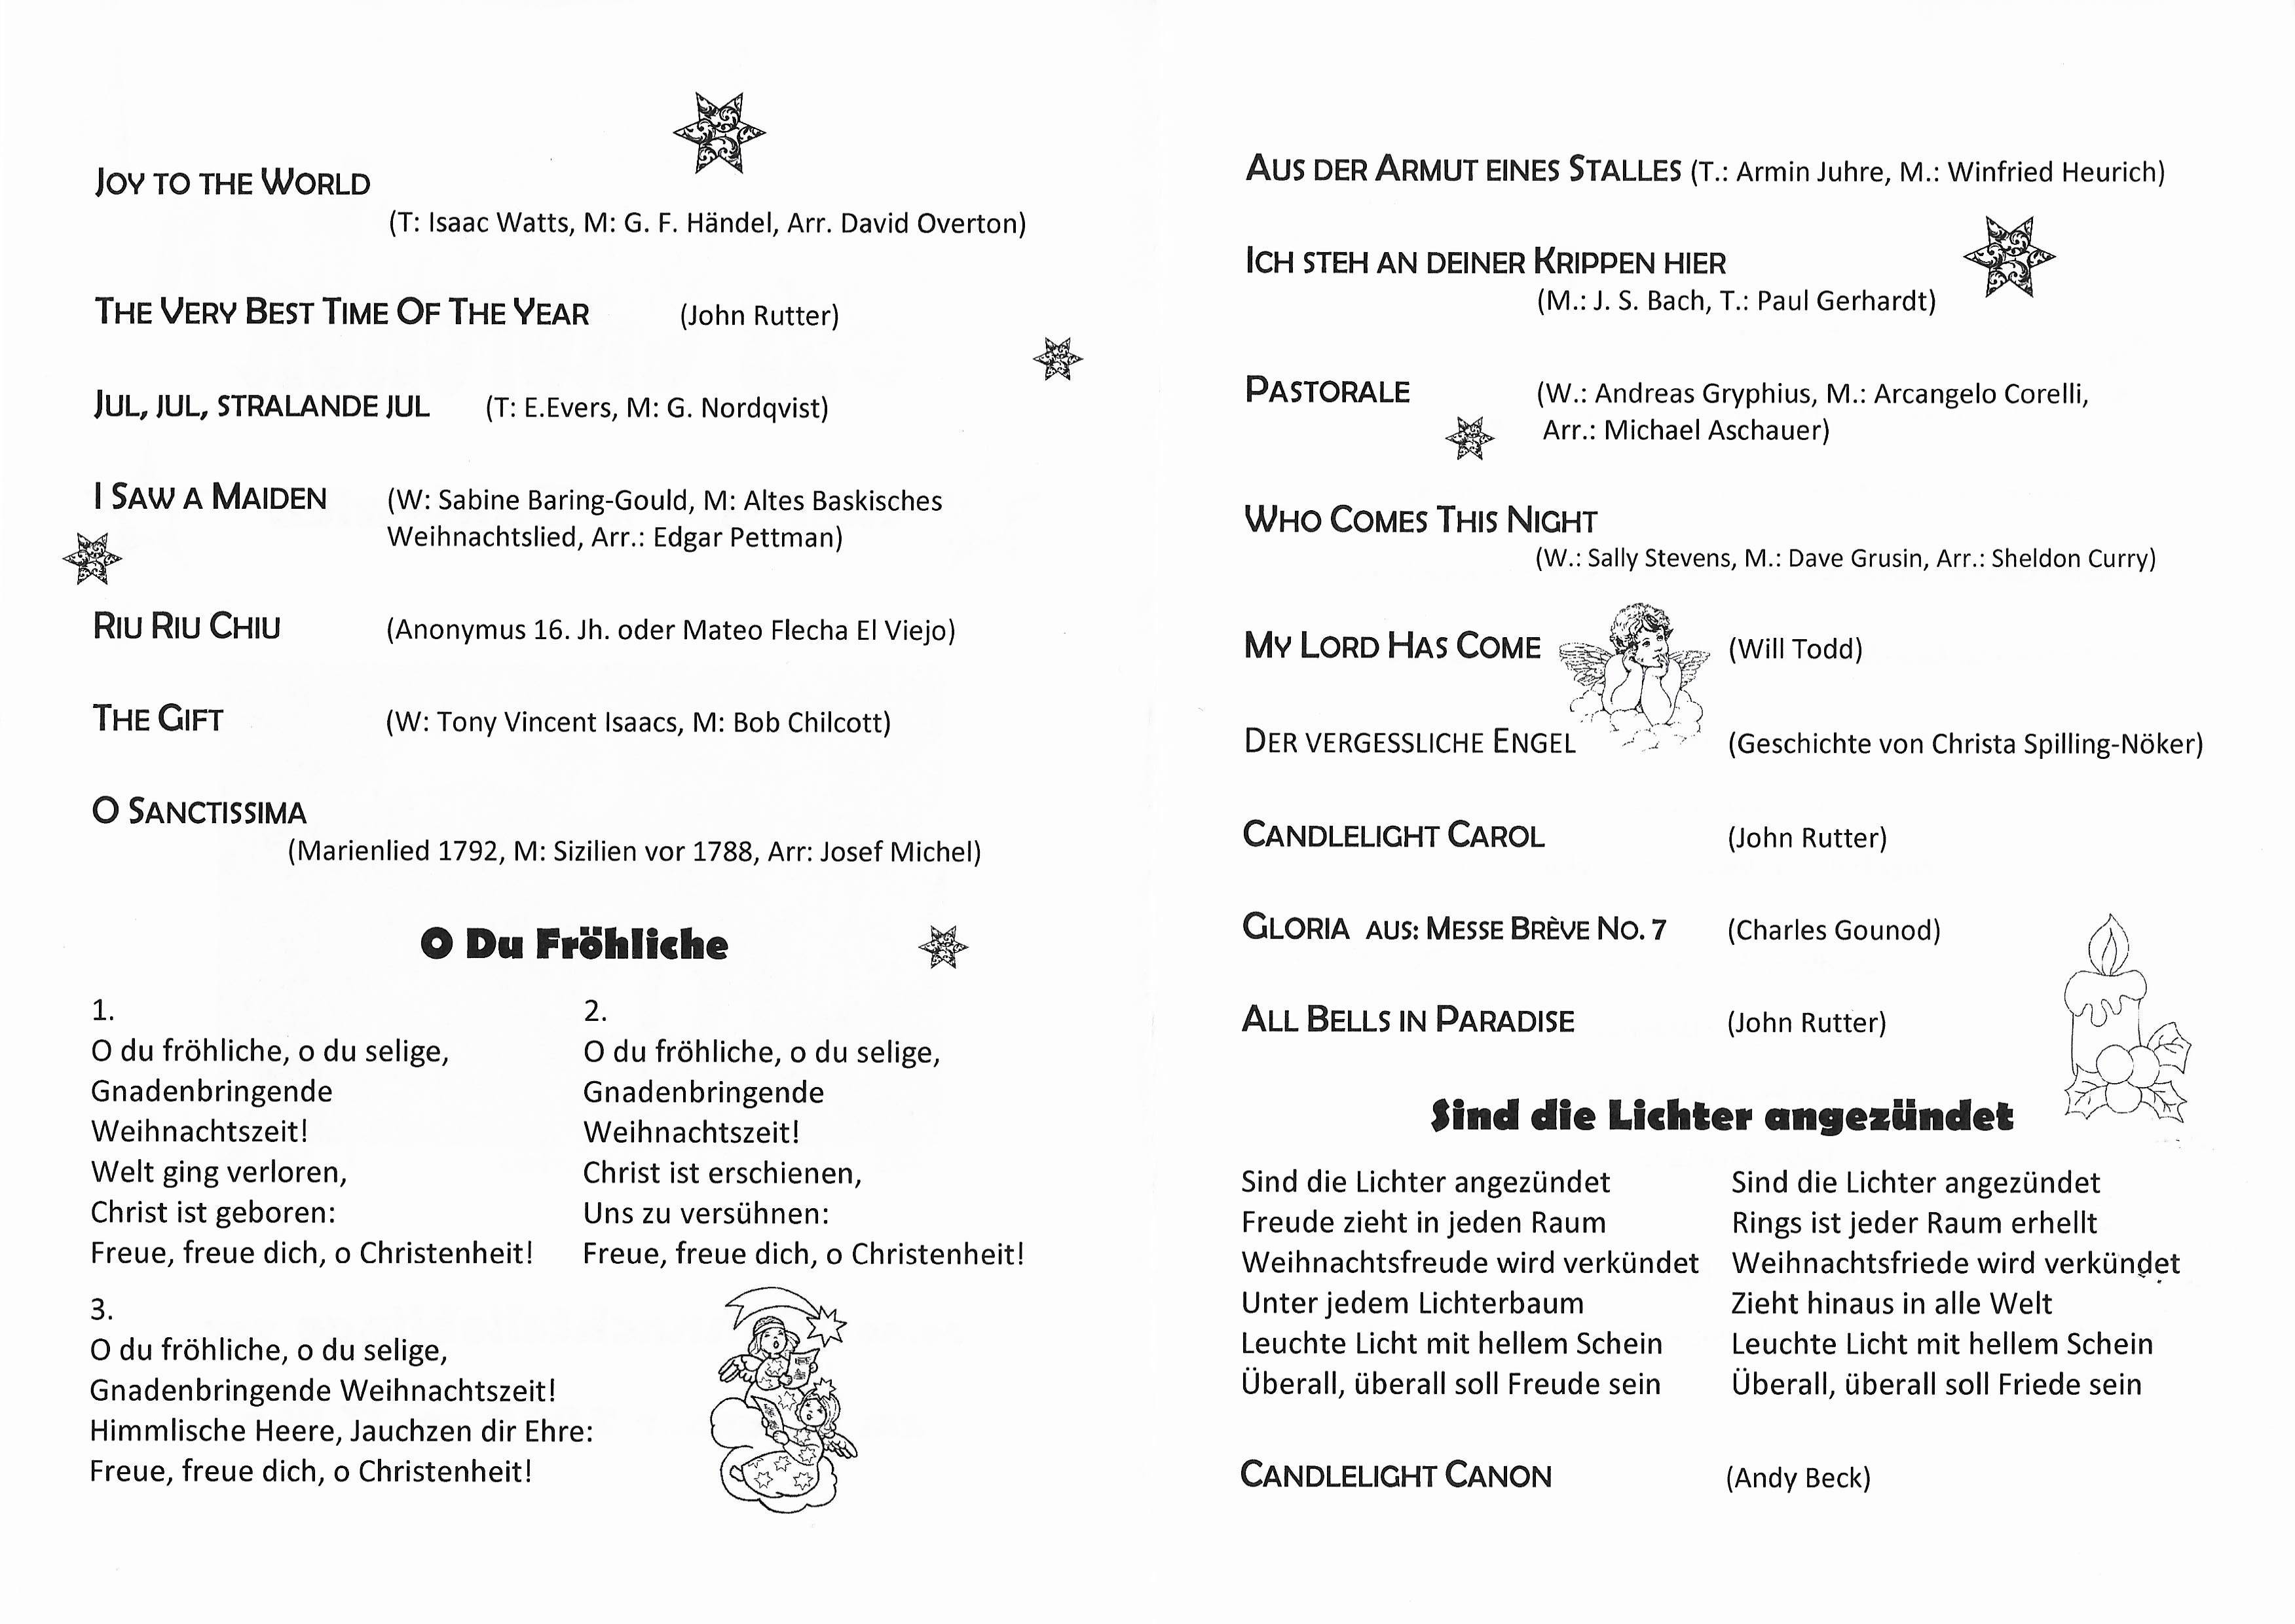 JOY TO THE WORLD
(T: Isaac Watts, M: G. F. Händel, Arr. David Overton)
THE VERY BEST TIME OF THE YEAR (John Rutter)
JUL, JUL, STRALANDE JUL (T: E.Evers, M: G. Nordqvist)
I SAW A MAIDEN (W: Sabine Baring-Gould, M: Altes Baskisches
Weihnachtslied, Arr.: Edgar Pettman)
RIU RIU CHIU (Anonymus 16. Jh. oder Mateo Flecha El Viejo)
THE GIFT (W: Tony Vincent Isaacs, M: Bob Chilcott)
O SANCTISSIMA
(Marienlied 1792, M: Sizilien vor 1788, Arr: Josef Michel)
O Du Fröhliche
1.
O du fröhliche, o du selige,
Gnadenbringende
Weihnachtszeit!
Welt ging verloren,
Christ ist geboren:
Freue, freue dich, o Christenheit!
2.
O du fröhliche, o du selige,
Gnadenbringende
Weihnachtszeit!
Christ ist erschienen,
Uns zu versühnen:
Freue, freue dich, o Christenheit!
3.
O du fröhliche, o du selige,
Gnadenbringende Weihnachtszeit!
Himmlische Heere, Jauchzen dir Ehre:
Freue, freue dich, o Christenheit!
AUS DER ARMUT EINES STALLES (T.: Armin Juhre, M.: Winfried Heurich)
ICH STEH AN DEINER KRIPPEN HIER
(M.: J. S. Bach, T.: Paul Gerhardt)
PASTORALE (W.: Andreas Gryphius, M.: Arcangelo Corelli,
Arr.: Michael Aschauer)
WHO COMES THIS NIGHT
(W.: Sally Stevens, M.: Dave Grusin, Arr.: Sheldon Curry)
MY LORD HAS COME (Will Todd)
DER VERGESSLICHE ENGEL (Geschichte von Christa Spilling-Nöker)
CANDLELIGHT CAROL (John Rutter)
GLORIA AUS: MESSE BRÈVE NO. 7 (Charles Gounod)
ALL BELLS IN PARADISE (John Rutter)
Sind die Lichter angezündet
Sind die Lichter angezündet
Freude zieht in jeden Raum
Weihnachtsfreude wird verkündet
Unter jedem Lichterbaum
Leuchte Licht mit hellem Schein
Überall, überall soll Freude sein
Sind die Lichter angezündet
Rings ist jeder Raum erhellt
Weihnachtsfriede wird verkündet
Zieht hinaus in alle Welt
Leuchte Licht mit hellem Schein
Überall, überall soll Friede sein
CANDLELIGHT CANON (Andy Beck)